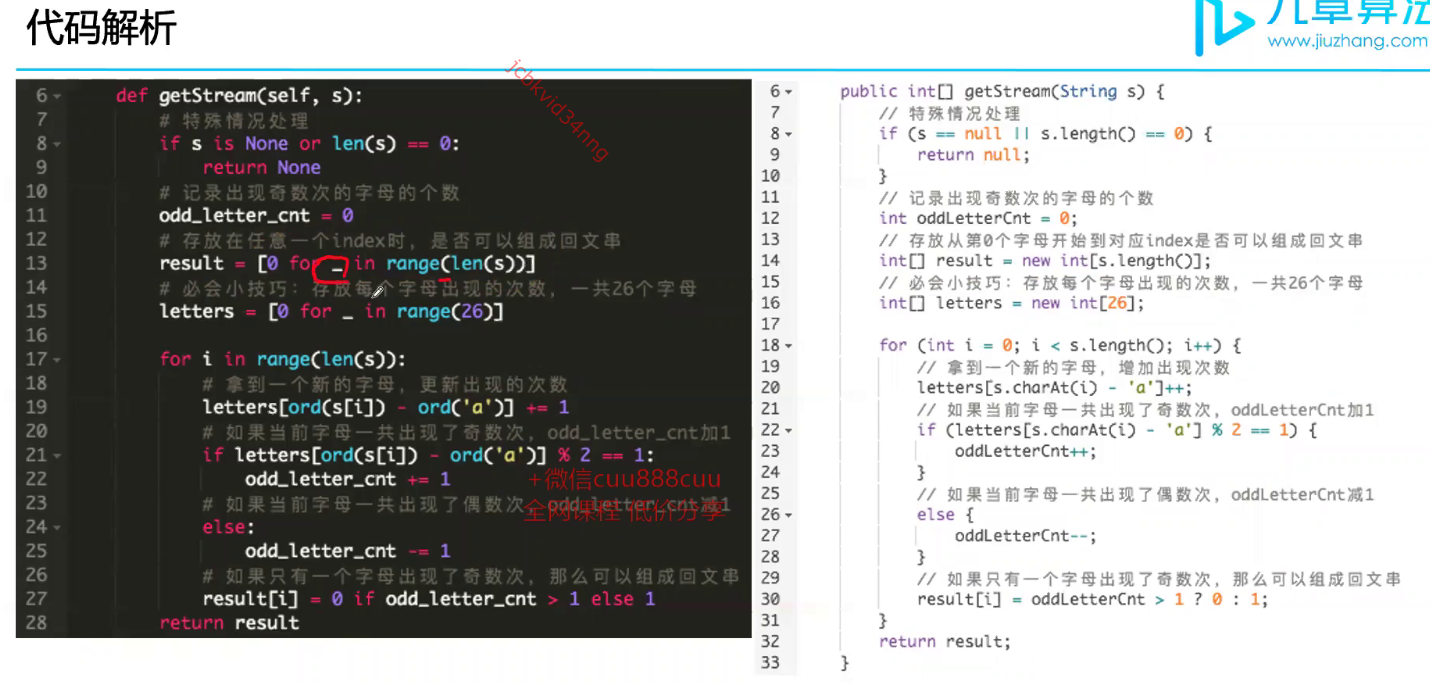 代码解析
九章算法
www.jiuzhang.com
jcbkvid34nng
6 def getStream(self, s):
7 # 特殊情况处理
8 if s is None or len(s) == 0:
9 return None
10 # 记录出现奇数次的字母的个数
11 odd_letter_cnt = 0
12 # 存放在任意一个index时，是否可以组成回文串
13 result = [0 for _ in range(len(s))]
14 # 必会小技巧：存放每个字母出现的次数，一共26个字母
15 letters = [0 for _ in range(26)]
16
17 for i in range(len(s)):
18 # 拿到一个新的字母，更新出现的次数
19 letters[ord(s[i]) - ord('a')] += 1
20 # 如果当前字母一共出现了奇数次，odd_letter_cnt加1
21 if letters[ord(s[i]) - ord('a')] % 2 == 1:
22 odd_letter_cnt += 1
23 # 如果当前字母一共出现了偶数次，odd_letter_cnt减1
24 else:
25 odd_letter_cnt -= 1
26 # 如果只有一个字母出现了奇数次，那么可以组成回文串
27 result[i] = 0 if odd_letter_cnt > 1 else 1
28 return result
+微信cuu888cuu
全网课程 低价分享
6 public int[] getStream(String s) {
7 // 特殊情况处理
8 if (s == null || s.length() == 0) {
9 return null;
10 }
11 // 记录出现奇数次的字母的个数
12 int oddLetterCnt = 0;
13 // 存放从第0个字母开始到对应index是否可以组成回文串
14 int[] result = new int[s.length()];
15 // 必会小技巧：存放每个字母出现的次数，一共26个字母
16 int[] letters = new int[26];
17
18 for (int i = 0; i < s.length(); i++) {
19 // 拿到一个新的字母，增加出现次数
20 letters[s.charAt(i) - 'a']++;
21 // 如果当前字母一共出现了奇数次，oddLetterCnt加1
22 if (letters[s.charAt(i) - 'a'] % 2 == 1) {
23 oddLetterCnt++;
24 }
25 // 如果当前字母一共出现了偶数次，oddLetterCnt减1
26 else {
27 oddLetterCnt--;
28 }
29 // 如果只有一个字母出现了奇数次，那么可以组成回文串
30 result[i] = oddLetterCnt > 1 ? 0 : 1;
31 }
32 return result;
33 }